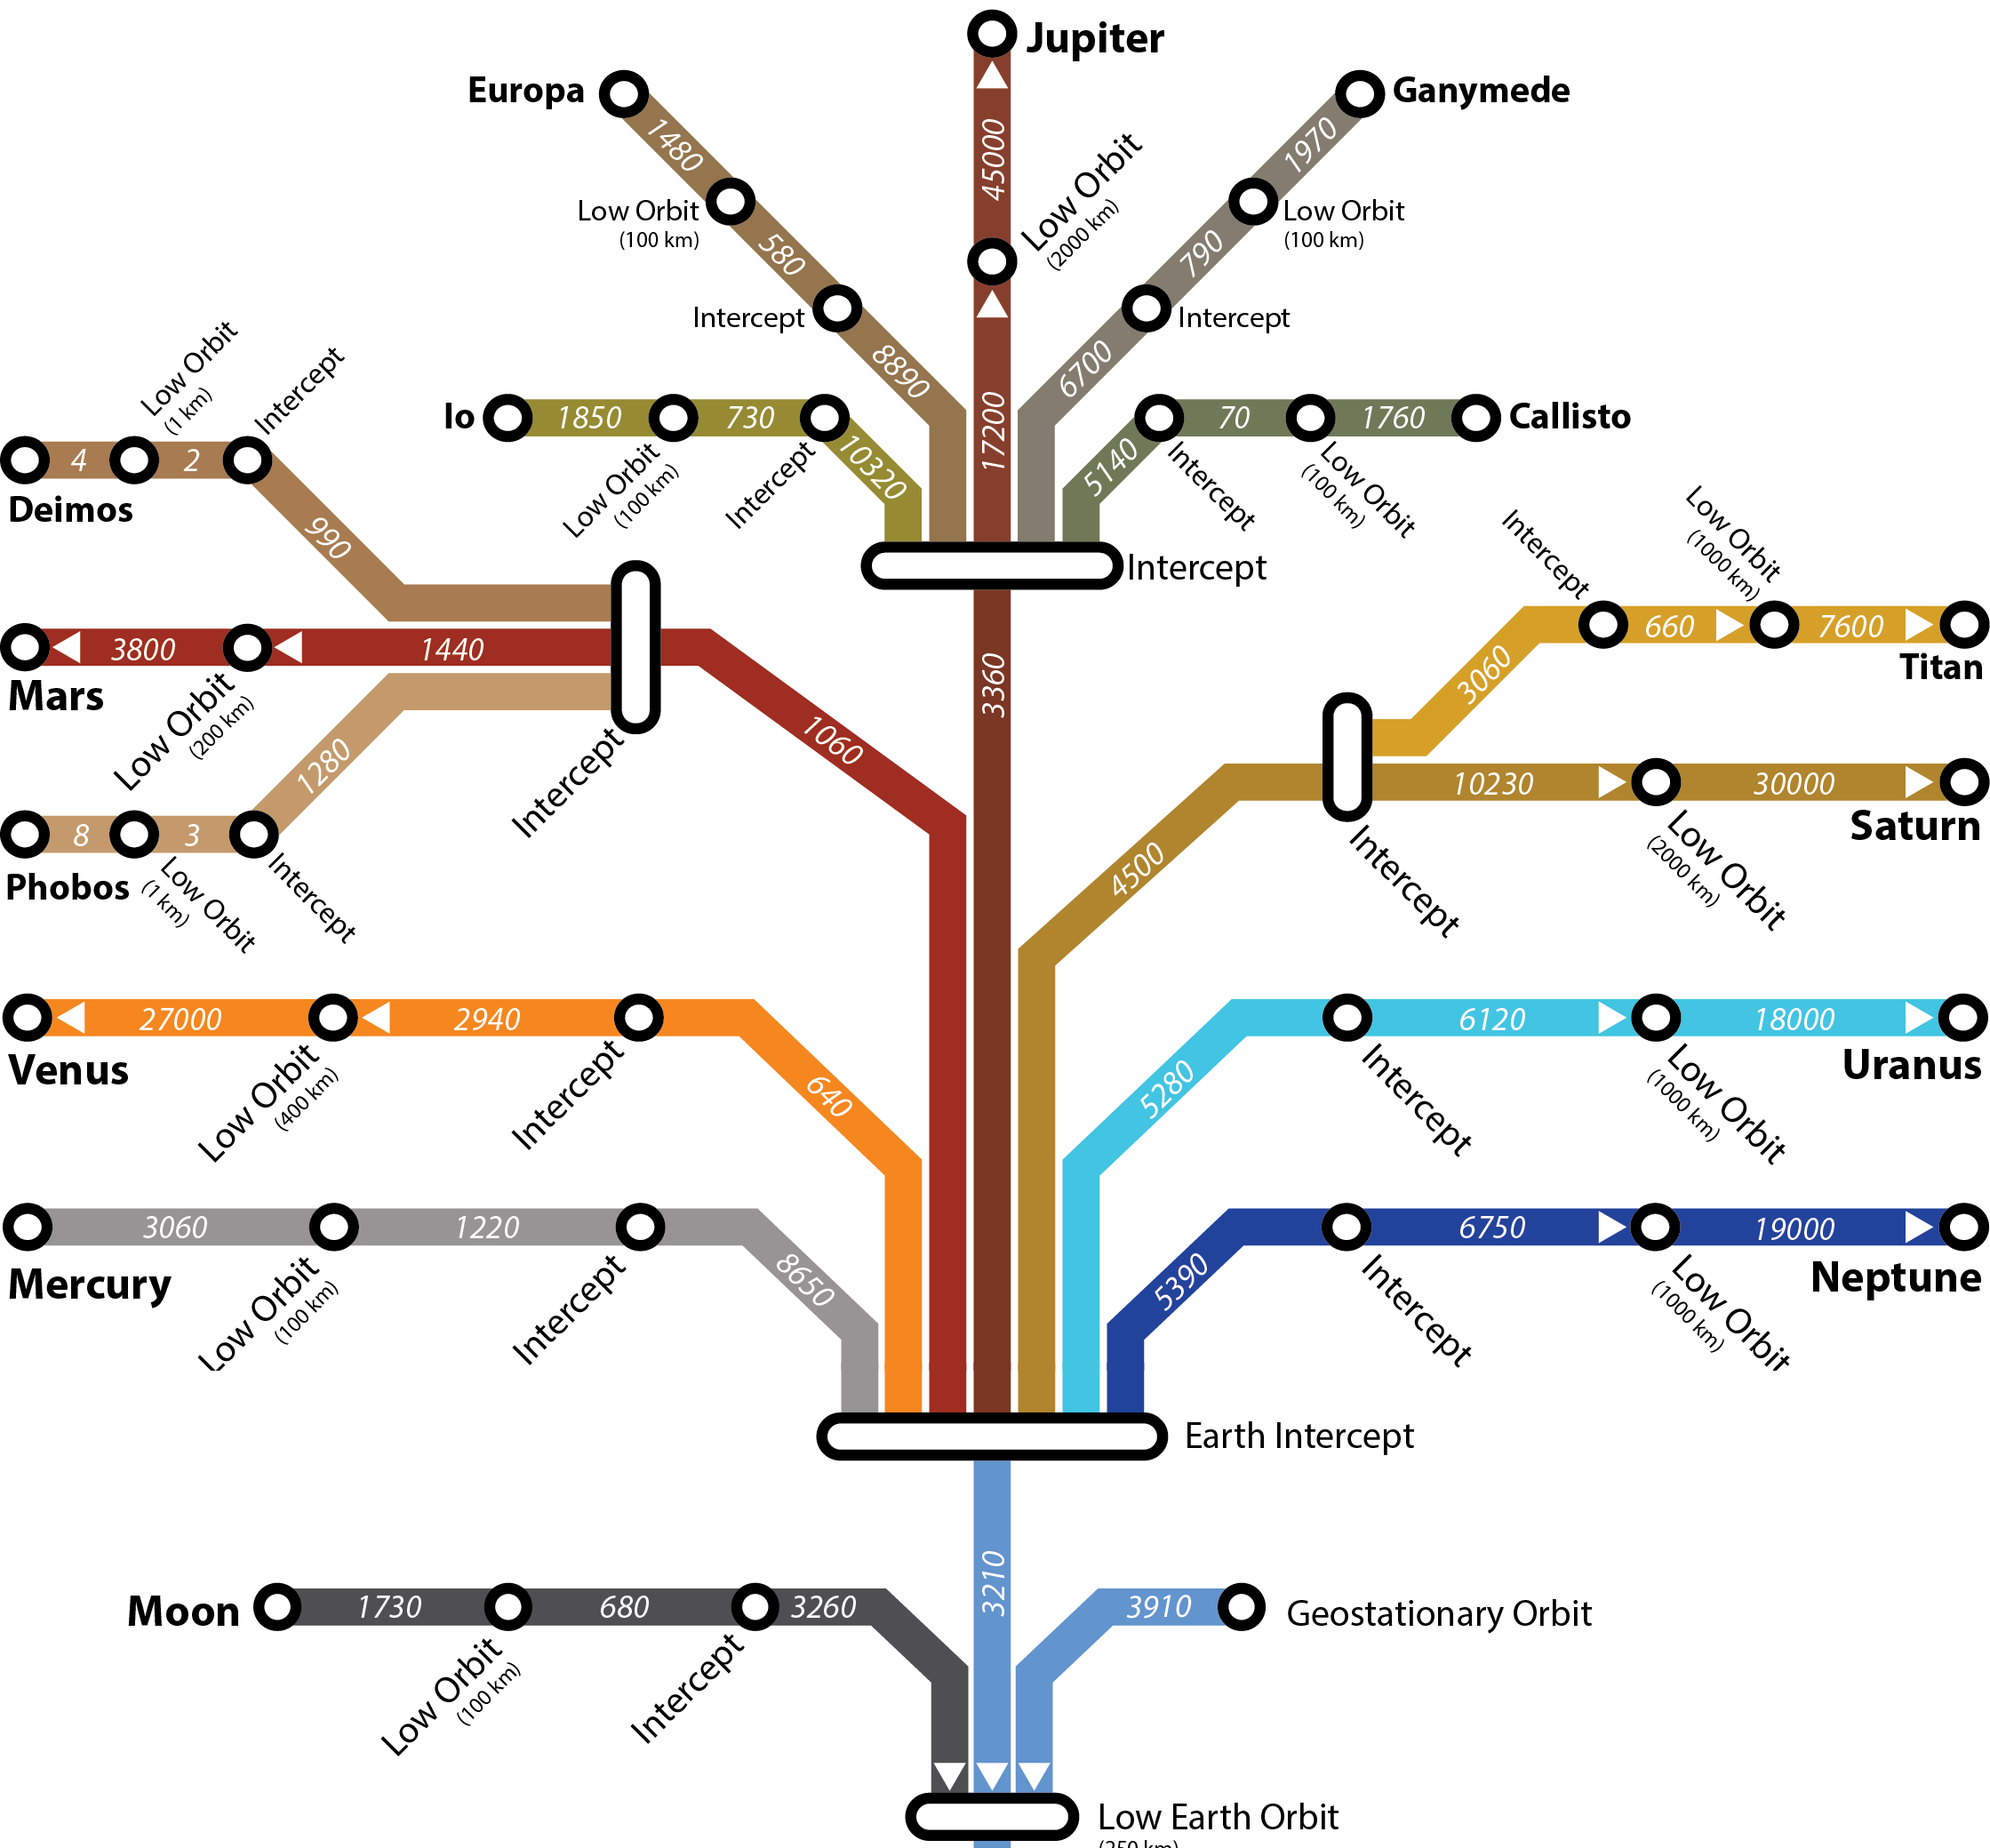 Jupiter
Europa
Ganymede
1480
45000
1970
Low Orbit
(2000 km)
Low Orbit
(100 km)
Low Orbit
(100 km)
580
790
Intercept
Intercept
8890
17200
6700
Io
1850
730
10320
5140
70
1760
Callisto
Low Orbit
(100 km)
Intercept
Intercept
Low Orbit
(100 km)
Intercept
Low Orbit
(1 km)
Intercept
4
2
Deimos
990
Mars
3800
1440
Low Orbit
(200 km)
1060
Intercept
1280
8
3
Phobos
Low Orbit
(1 km)
Intercept
3360
Intercept
Low Orbit
(1000 km)
660
7600
Titan
3060
10230
30000
Saturn
Low Orbit
(2000 km)
Intercept
4500
27000
2940
Venus
Low Orbit
(400 km)
Intercept
640
6120
18000
Uranus
5280
Intercept
Low Orbit
(1000 km)
3060
1220
Mercury
Low Orbit
(100 km)
Intercept
8650
6750
19000
Neptune
5390
Intercept
Low Orbit
(1000 km)
Earth Intercept
3210
Moon
1730
680
3260
Low Orbit
(100 km)
Intercept
3910
Geostationary Orbit
Low Earth Orbit
(250 km)